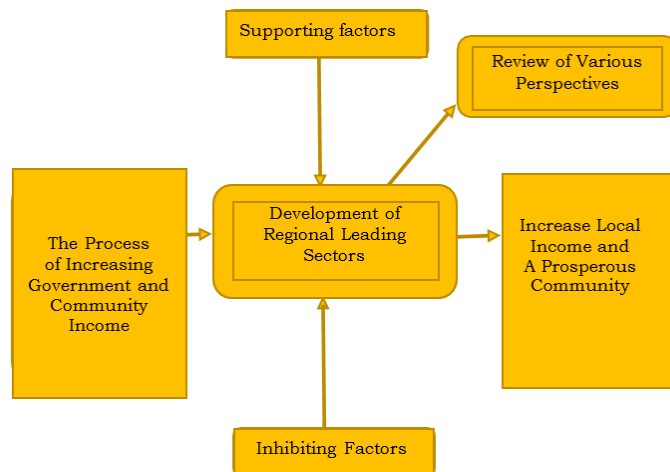 Supporting factors
Review of Various
Perspectives
Development of
Regional Leading
Sectors
The Process
of Increasing
Government and
Community
Income
Increase Local
Income and
A Prosperous
Community
Inhibiting Factors